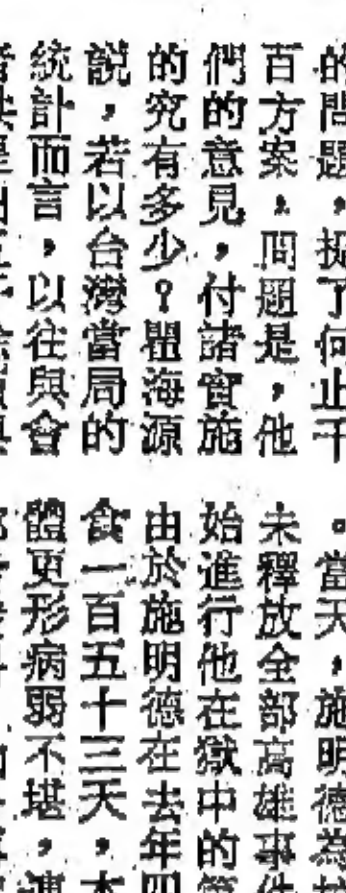 的問題，提了何止千
百方案，問題是，他
們的意見，付諸實施
的究有多少？瞿海源
說，若以台灣當局的
統計而言，以往與會
。當天，施明德為
未釋放全部高雄事件
始進行他在獄中的
由於施明德在去年四
食一百五十三天，本
體更形病弱不堪，連